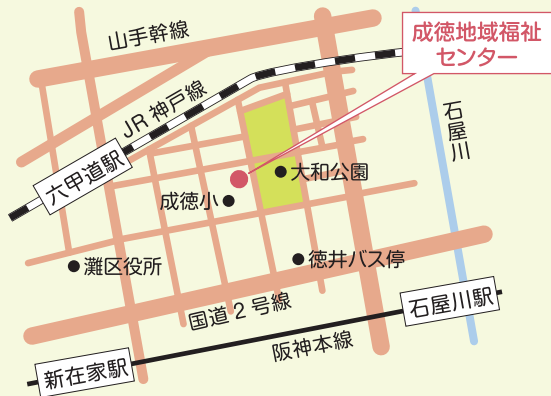 山手幹線
成徳地域福祉
センター
JR神戸線
石屋川
六甲道駅
大和公園
成徳小
灘区役所
徳井バス停
国道2号線
石屋川駅
阪神本線
新在家駅